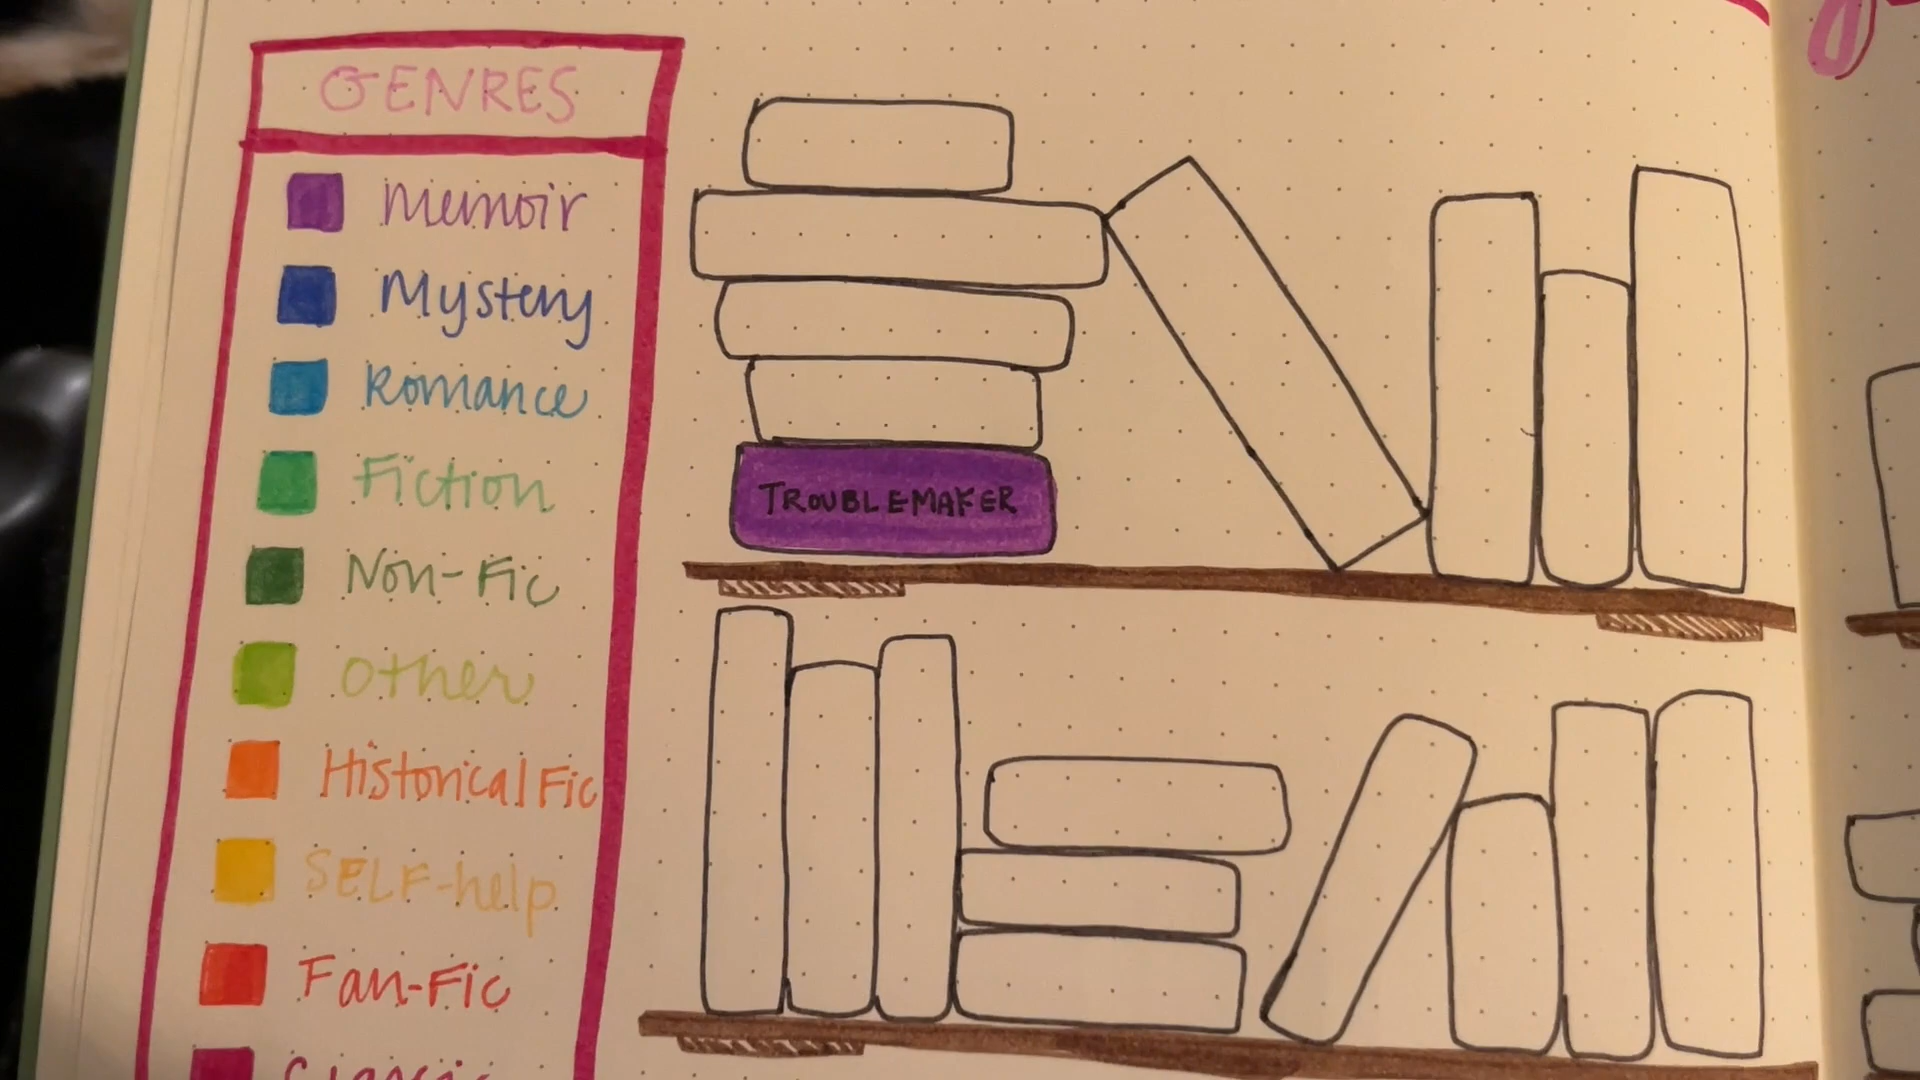 GENRES
Memoir
Mystery
Romance
Fiction
Non-Fic
Other
Historical Fic
SELF-help
Fan-Fic
TROUBLEMAKER